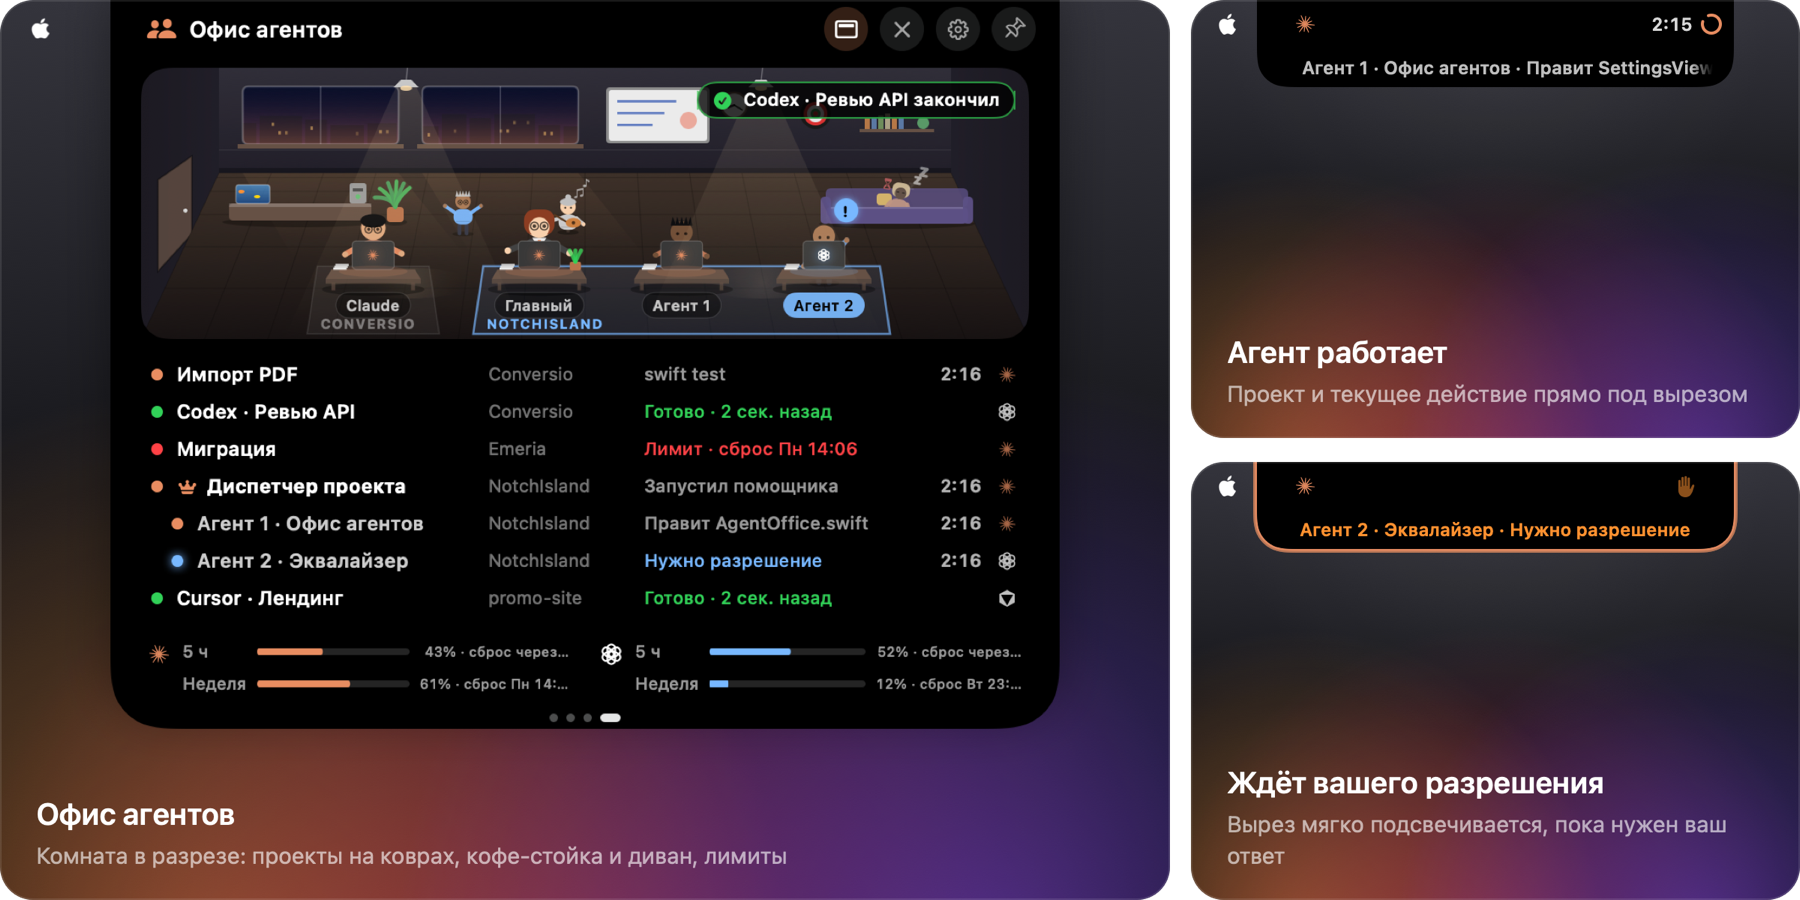 Офис агентов
Codex · Ревью API закончил
Claude
Главный
Агент 1
Агент 2
CONVERSIO
NOTCHISLAND
Импорт PDF Conversio swift test 2:16
Codex · Ревью API Conversio Готово · 2 сек. назад
Миграция Emeria Лимит · сброс Пн 14:06
Диспетчер проекта NotchIsland Запустил помощника 2:16
Агент 1 · Офис агентов NotchIsland Правит AgentOffice.swift 2:16
Агент 2 · Эквалайзер NotchIsland Нужно разрешение 2:16
Cursor · Лендинг promo-site Готово · 2 сек. назад
5 ч 43% · сброс через... 5 ч 52% · сброс через...
Неделя 61% · сброс Пн 14:... Неделя 12% · сброс Вт 23:...
Офис агентов
Комната в разрезе: проекты на коврах, кофе-стойка и диван, лимиты
2:15
Агент 1 · Офис агентов · Правит SettingsView
Агент работает
Проект и текущее действие прямо под вырезом
Агент 2 · Эквалайзер · Нужно разрешение
Ждёт вашего разрешения
Вырез мягко подсвечивается, пока нужен ваш
ответ